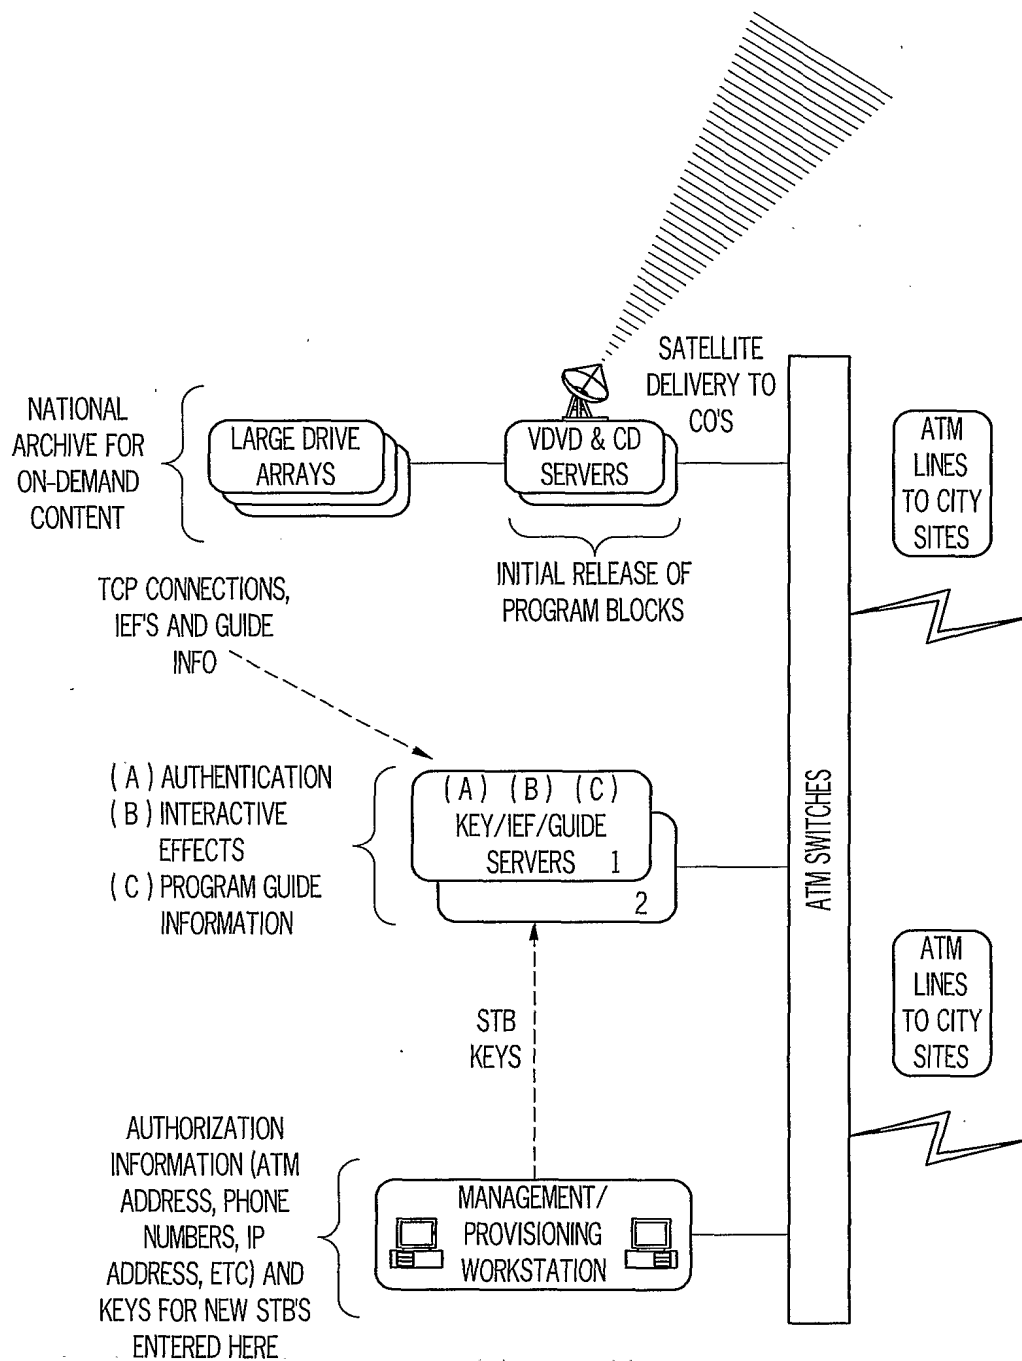 SATELLITE
DELIVERY TO
CO'S
NATIONAL
ARCHIVE FOR
ON-DEMAND
CONTENT
LARGE DRIVE
ARRAYS
VDVD & CD
SERVERS
ATM
LINES
TO CITY
SITES
INITIAL RELEASE OF
PROGRAM BLOCKS
TCP CONNECTIONS,
IEF'S AND GUIDE
INFO
(A) AUTHENTICATION
(B) INTERACTIVE
EFFECTS
(C) PROGRAM GUIDE
INFORMATION
(A) (B) (C)
KEY/IEF/GUIDE
SERVERS 1
2
ATM SWITCHES
ATM
LINES
TO CITY
SITES
STB
KEYS
AUTHORIZATION
INFORMATION (ATM
ADDRESS, PHONE
NUMBERS, IP
ADDRESS, ETC) AND
KEYS FOR NEW STB'S
ENTERED HERE
MANAGEMENT/
PROVISIONING
WORKSTATION